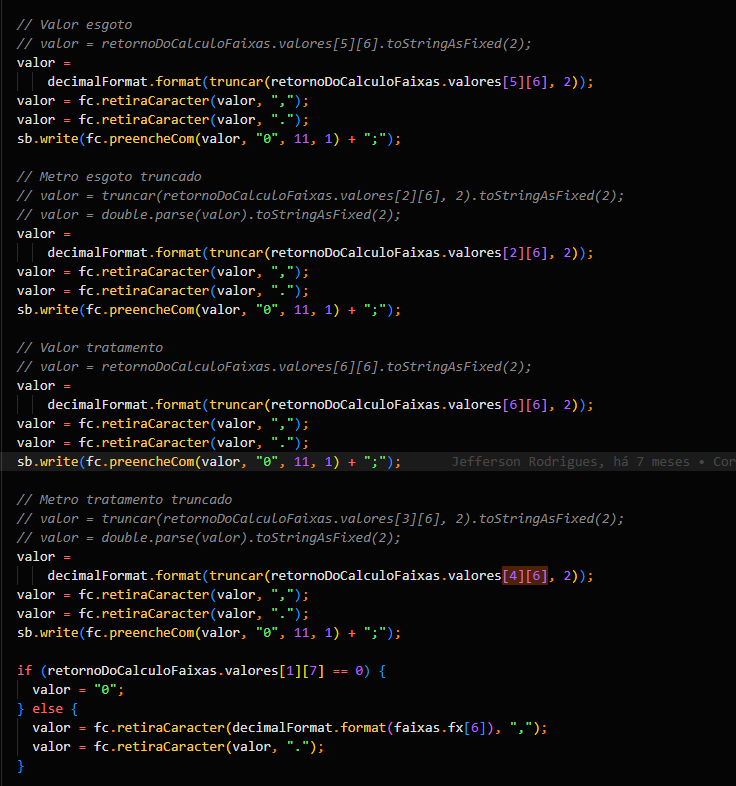 // Valor esgoto
// valor = retornoDoCalculoFaixas.valores[5][6].toStringAsFixed(2);
valor =
decimalFormat.format(truncar(retornoDoCalculoFaixas.valores[5][6], 2));
valor = fc.retiraCaracter(valor, ",");
valor = fc.retiraCaracter(valor, ".");
sb.write(fc.preencheCom(valor, "0", 11, 1) + ";");
// Metro esgoto truncado
// valor = truncar(retornoDoCalculoFaixas.valores[2][6], 2).toStringAsFixed(2);
// valor = double.parse(valor).toStringAsFixed(2);
valor =
decimalFormat.format(truncar(retornoDoCalculoFaixas.valores[2][6], 2));
valor = fc.retiraCaracter(valor, ",");
valor = fc.retiraCaracter(valor, ".");
sb.write(fc.preencheCom(valor, "0", 11, 1) + ";");
// Valor tratamento
// valor = retornoDoCalculoFaixas.valores[6][6].toStringAsFixed(2);
valor =
decimalFormat.format(truncar(retornoDoCalculoFaixas.valores[6][6], 2));
valor = fc.retiraCaracter(valor, ",");
valor = fc.retiraCaracter(valor, ".");
sb.write(fc.preencheCom(valor, "0", 11, 1) + ";"); Jefferson Rodrigues, há 7 meses • Cor
// Metro tratamento truncado
// valor = truncar(retornoDoCalculoFaixas.valores[3][6], 2).toStringAsFixed(2);
// valor = double.parse(valor).toStringAsFixed(2);
valor =
decimalFormat.format(truncar(retornoDoCalculoFaixas.valores[4][6], 2));
valor = fc.retiraCaracter(valor, ",");
valor = fc.retiraCaracter(valor, ".");
sb.write(fc.preencheCom(valor, "0", 11, 1) + ";");
if (retornoDoCalculoFaixas.valores[1][7] == 0) {
valor = "0";
} else {
valor = fc.retiraCaracter(decimalFormat.format(faixas.fx[6]), ",");
valor = fc.retiraCaracter(valor, ".");
}